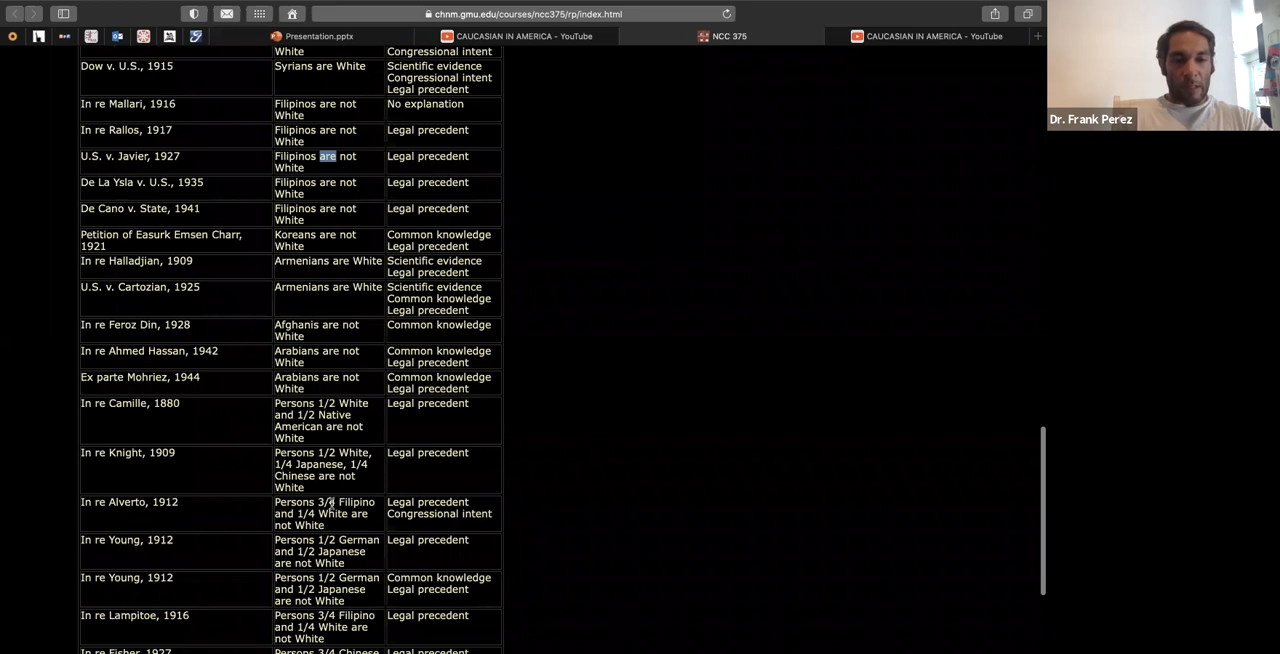 chnm.gmu.edu/courses/ncc375/rp/index.html
Presentation.pptx
CAUCASIAN IN AMERICA - YouTube
NCC 375
CAUCASIAN IN AMERICA - YouTube
Dr. Frank Perez
White
Congressional intent
Dow v. U.S., 1915
Syrians are White
Scientific evidence
Congressional intent
Legal precedent
In re Mallari, 1916
Filipinos are not
White
No explanation
In re Rallos, 1917
Filipinos are not
White
Legal precedent
U.S. v. Javier, 1927
Filipinos are not
White
Legal precedent
De La Ysla v. U.S., 1935
Filipinos are not
White
Legal precedent
De Cano v. State, 1941
Filipinos are not
White
Legal precedent
Petition of Easurk Emsen Charr,
1921
Koreans are not
White
Common knowledge
Legal precedent
In re Halladjian, 1909
Armenians are White
Scientific evidence
Legal precedent
U.S. v. Cartozian, 1925
Armenians are White
Scientific evidence
Common knowledge
Legal precedent
In re Feroz Din, 1928
Afghanis are not
White
Common knowledge
In re Ahmed Hassan, 1942
Arabians are not
White
Common knowledge
Legal precedent
Ex parte Mohriez, 1944
Arabians are not
White
Common knowledge
Legal precedent
In re Camille, 1880
Persons 1/2 White
and 1/2 Native
American are not
White
Legal precedent
In re Knight, 1909
Persons 1/2 White,
1/4 Japanese, 1/4
Chinese are not
White
Legal precedent
In re Alverto, 1912
Persons 3/4 Filipino
and 1/4 White are
not White
Legal precedent
Congressional intent
In re Young, 1912
Persons 1/2 German
and 1/2 Japanese
are not White
Legal precedent
In re Young, 1912
Persons 1/2 German
and 1/2 Japanese
are not White
Common knowledge
Legal precedent
In re Lampitoe, 1916
Persons 3/4 Filipino
and 1/4 White are
not White
Legal precedent
In re Fisher, 1927
Persons 3/4 Chinese
Legal precedent